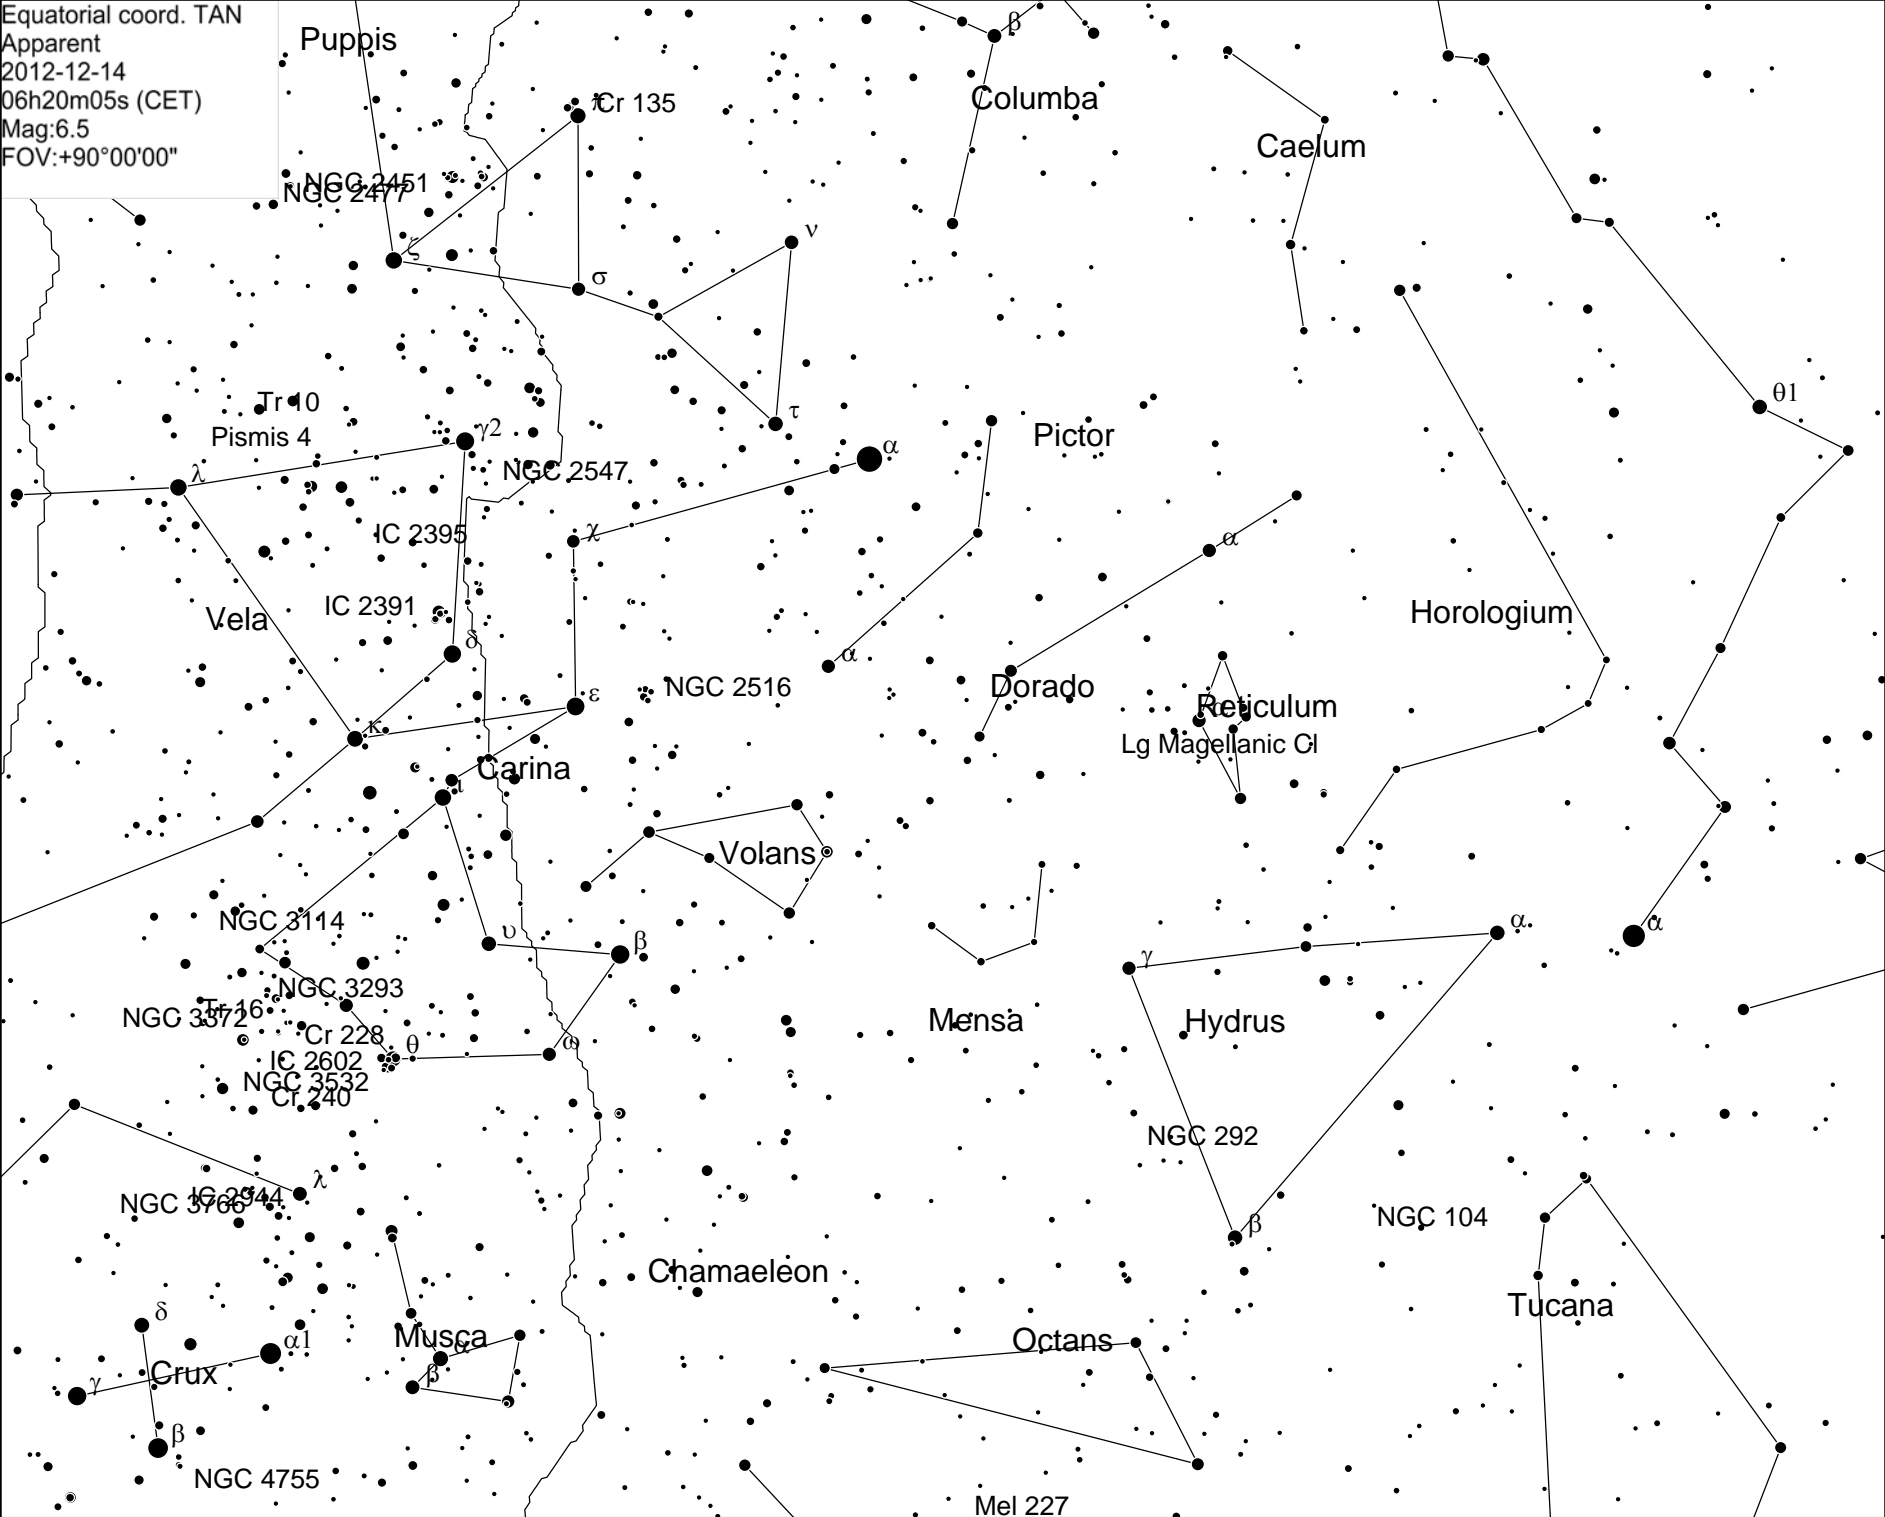 Equatorial coord. TAN
Apparent
2012-12-14
06h20m05s (CET)
Mag:6.5
FOV:+90°00'00"
Puppis
β
Columba
π
Cr 135
Caelum
NGC 2451
NGC 2477
ζ
σ
ν
θ1
Tr 10
Pismis 4
γ2
τ
α
Pictor
λ
NGC 2547
IC 2395
χ
α
IC 2391
Vela
δ
α
Horologium
NGC 2516
ε
Dorado
Reticulum
α
κ
Lg Magellanic Cl
Carina
ι
Volans
NGC 3114
υ
β
γ
α
α
NGC 3293
Tr 16
NGC 3372
Cr 228
θ
ω
Mensa
Hydrus
IC 2602
NGC 3532
Cr 240
NGC 292
λ
IC 2944
NGC 3766
NGC 104
β
Chamaeleon
Tucana
δ
α1
Musca
α
Octans
Crux
γ
β
β
NGC 4755
Mel 227